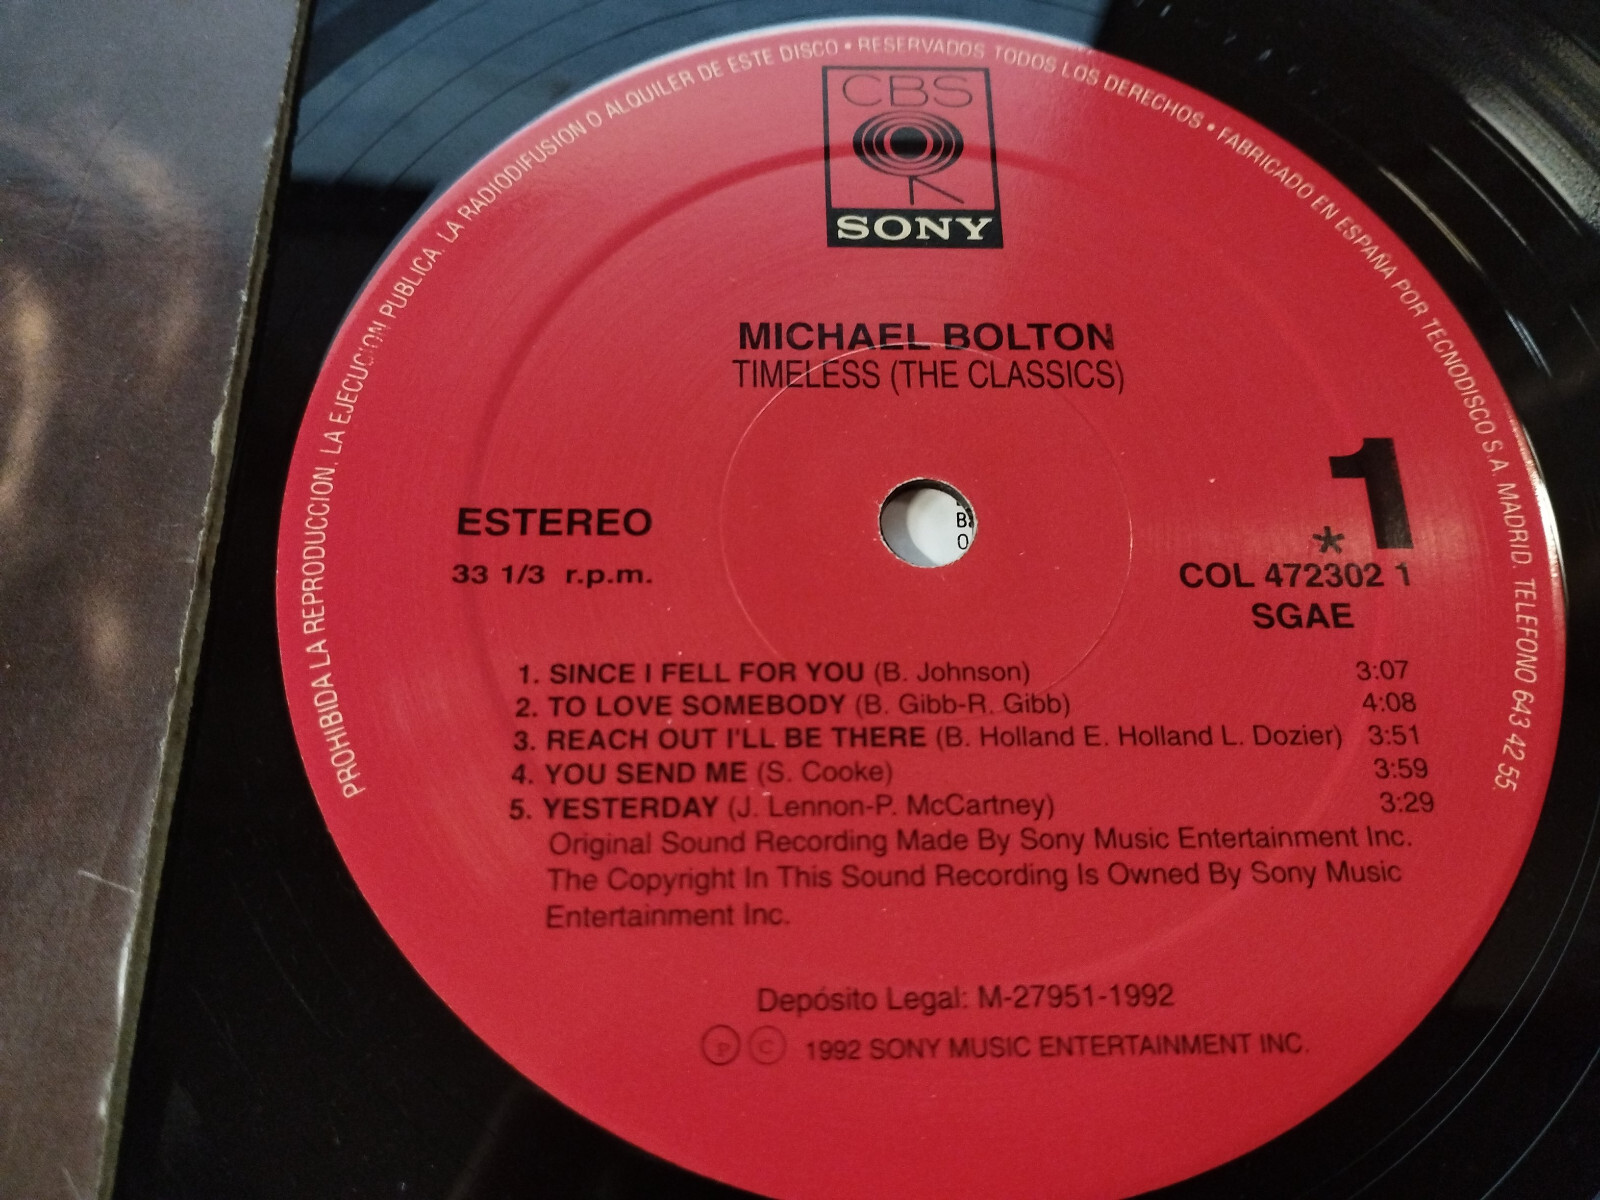 PROHIBIDA LA REPRODUCCION. LA EJECUCION PUBLICA. LA RADIODIFUSION O ALQUILER DE ESTE DISCO • RESERVADOS TODOS LOS DERECHOS • FABRICADO EN ESPAÑA POR TECNODISCO S.A. MADRID. TELEFONO 643 42 55.
CBS
SONY
MICHAEL BOLTON
TIMELESS (THE CLASSICS)
1
ESTEREO
33 1/3 r.p.m.
*
COL 472302 1
SGAE
B.
O
1. SINCE I FELL FOR YOU (B. Johnson) 3:07
2. TO LOVE SOMEBODY (B. Gibb-R. Gibb) 4:08
3. REACH OUT I'LL BE THERE (B. Holland E. Holland L. Dozier) 3:51
4. YOU SEND ME (S. Cooke) 3:59
5. YESTERDAY (J. Lennon-P. McCartney) 3:29
Original Sound Recording Made By Sony Music Entertainment Inc.
The Copyright In This Sound Recording Is Owned By Sony Music
Entertainment Inc.
Depósito Legal: M-27951-1992
Ⓟ Ⓒ 1992 SONY MUSIC ENTERTAINMENT INC.